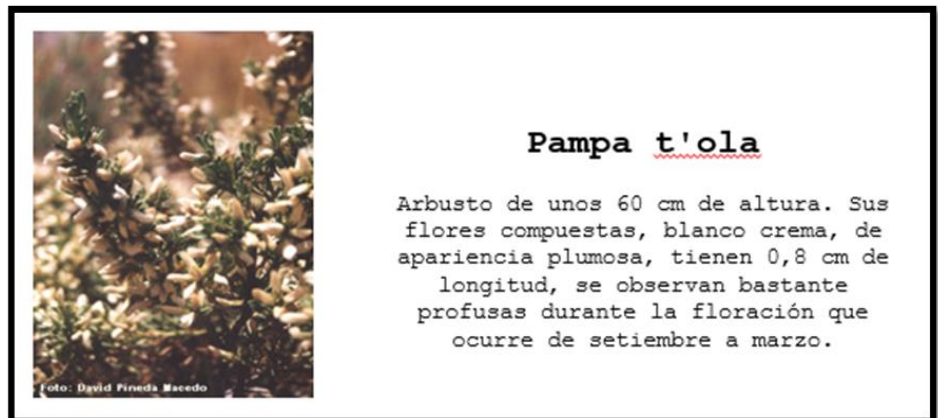 Pampa t'ola
Arbusto de unos 60 cm de altura. Sus
flores compuestas, blanco crema, de
apariencia plumosa, tienen 0,8 cm de
longitud, se observan bastante
profusas durante la floración que
ocurre de setiembre a marzo.
Foto: David Pineda Macedo